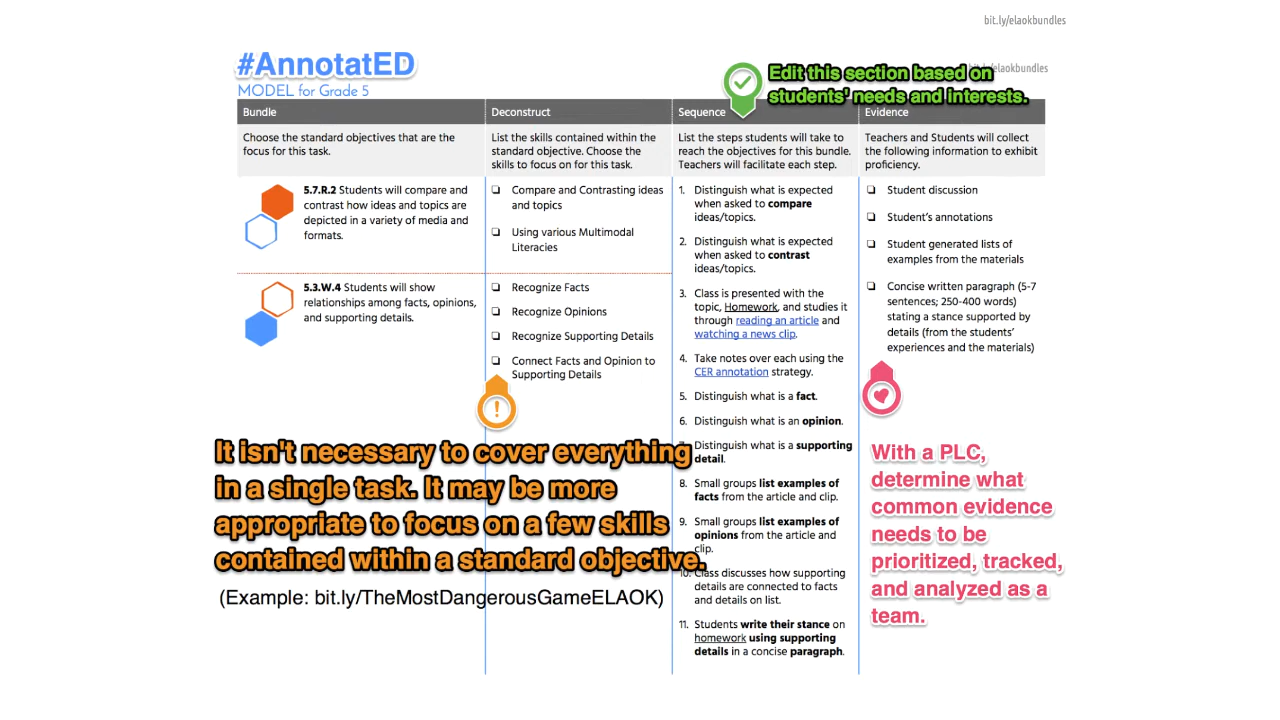 bit.ly/elaokbundles
#AnnotatED
bit.ly/elaokbundles
Edit this section based on
students' needs and interests.
MODEL for Grade 5
Bundle
Choose the standard objectives that are the
focus for this task.
5.7.R.2 Students will compare and
contrast how ideas and topics are
depicted in a variety of media and
formats.
5.3.W.4 Students will show
relationships among facts, opinions,
and supporting details.
Deconstruct
List the skills contained within the
standard objective. Choose the
skills to focus on for this task.
❏ Compare and Contrasting ideas
and topics
❏ Using various Multimodal
Literacies
❏ Recognize Facts
❏ Recognize Opinions
❏ Recognize Supporting Details
❏ Connect Facts and Opinion to
Supporting Details
It isn't necessary to cover everything
in a single task. It may be more
appropriate to focus on a few skills
contained within a standard objective.
(Example: bit.ly/TheMostDangerousGameELAOK)
Sequence
List the steps students will take to
reach the objectives for this bundle.
Teachers will facilitate each step.
1. Distinguish what is expected
when asked to compare
ideas/topics.
2. Distinguish what is expected
when asked to contrast
ideas/topics.
3. Class is presented with the
topic, Homework, and studies it
through reading an article and
watching a news clip.
4. Take notes over each using the
CER annotation strategy.
5. Distinguish what is a fact.
6. Distinguish what is an opinion.
7. Distinguish what is a supporting
detail.
8. Small groups list examples of
facts from the article and clip.
9. Small groups list examples of
opinions from the article and
clip.
10. Class discusses how supporting
details are connected to facts
and details on list.
11. Students write their stance on
homework using supporting
details in a concise paragraph.
Evidence
Teachers and Students will collect
the following information to exhibit
proficiency.
❏ Student discussion
❏ Student's annotations
❏ Student generated lists of
examples from the materials
❏ Concise written paragraph (5-7
sentences; 250-400 words)
stating a stance supported by
details (from the students'
experiences and the materials)
With a PLC,
determine what
common evidence
needs to be
prioritized, tracked,
and analyzed as a
team.